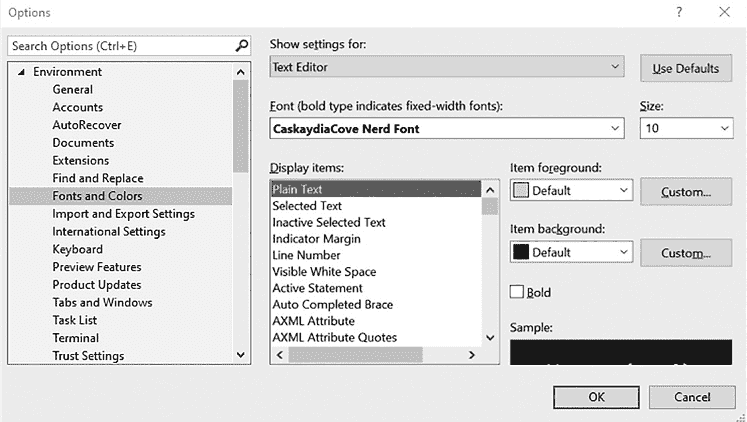 Options
?
Search Options (Ctrl+E)
Environment
General
Accounts
AutoRecover
Documents
Extensions
Find and Replace
Fonts and Colors
Import and Export Settings
International Settings
Keyboard
Preview Features
Product Updates
Tabs and Windows
Task List
Terminal
Trust Settings
Show settings for:
Text Editor
Use Defaults
Font (bold type indicates fixed-width fonts):
CaskaydiaCove Nerd Font
Size:
10
Display items:
Plain Text
Selected Text
Inactive Selected Text
Indicator Margin
Line Number
Visible White Space
Active Statement
Auto Completed Brace
AXML Attribute
AXML Attribute Quotes
Item foreground:
Default
Custom...
Item background:
Default
Custom...
Bold
Sample:
OK
Cancel